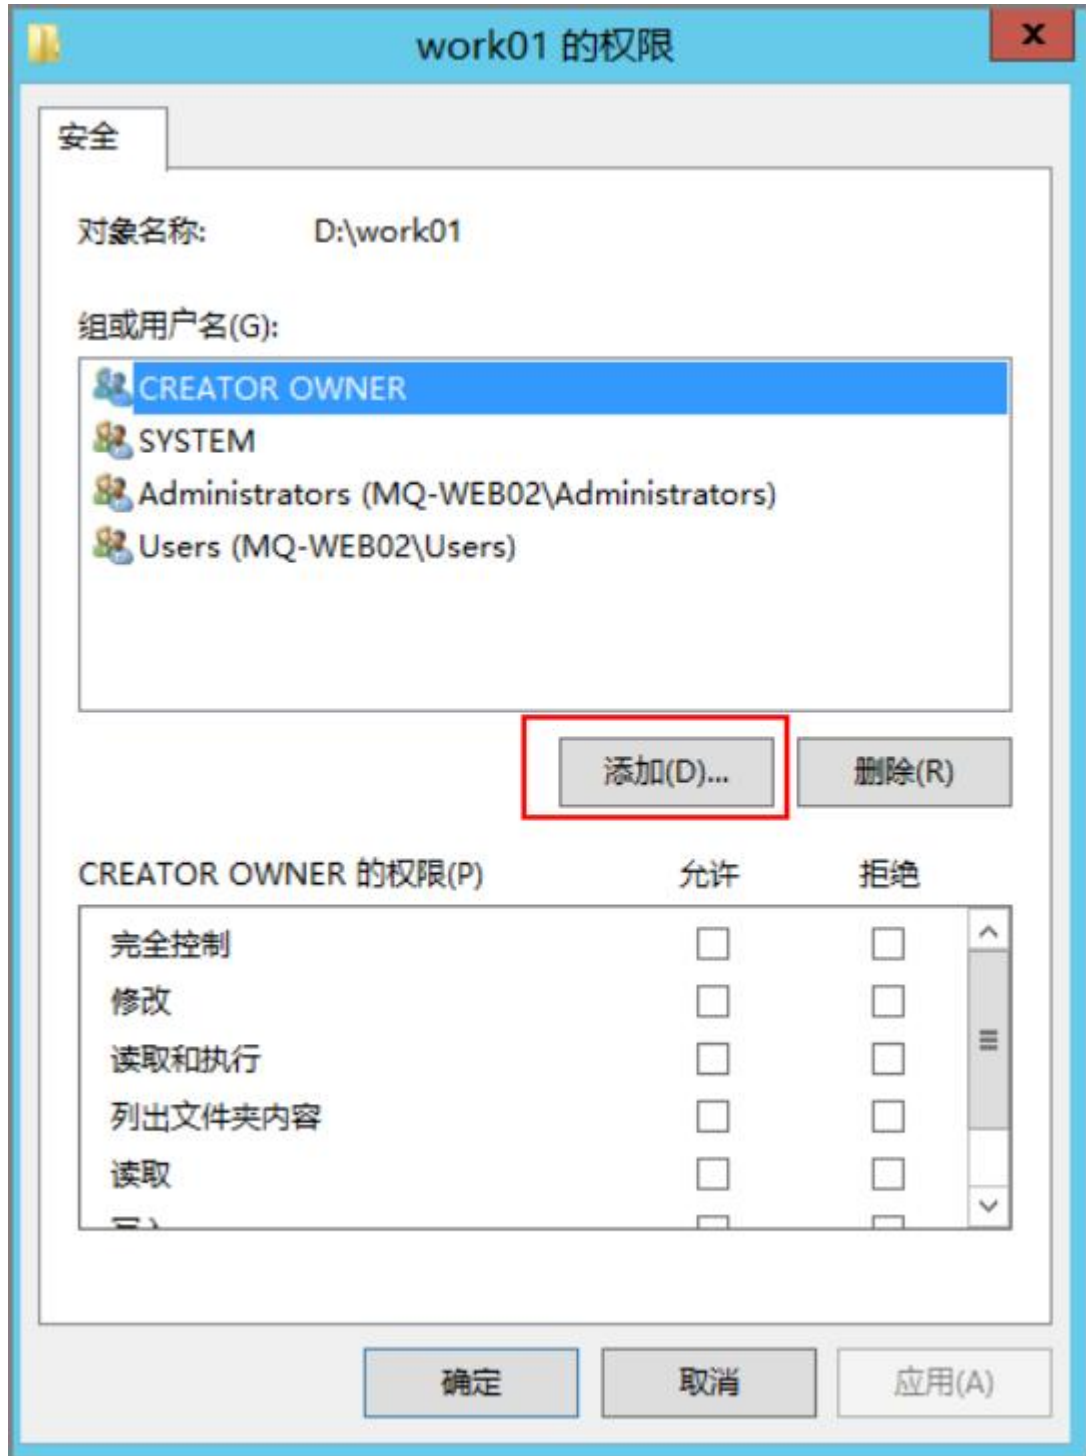 work01 的权限
安全
对象名称: D:\work01
组或用户名(G):
CREATOR OWNER
SYSTEM
Administrators (MQ-WEB02\Administrators)
Users (MQ-WEB02\Users)
添加(D)... 删除(R)
CREATOR OWNER 的权限(P) 允许 拒绝
完全控制
修改
读取和执行
列出文件夹内容
读取
确定 取消 应用(A)